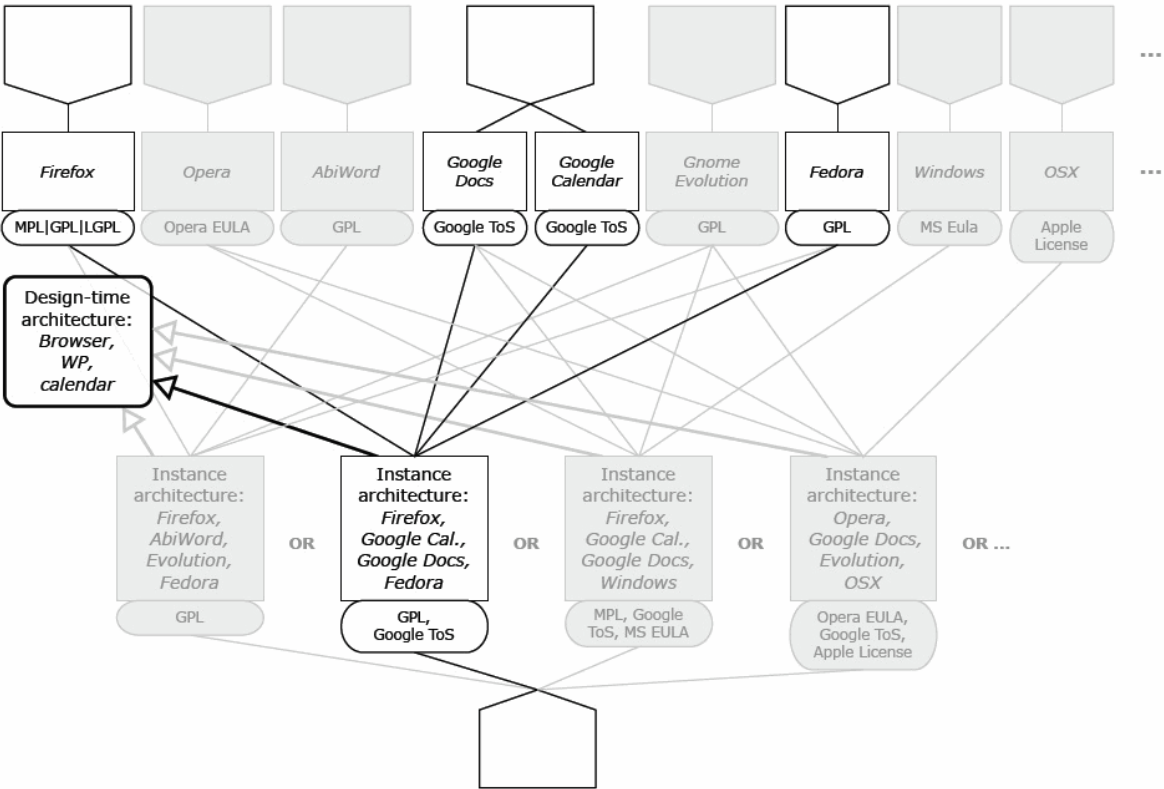 ...
Firefox
Opera
AbiWord
Google
Docs
Google
Calendar
Gnome
Evolution
Fedora
Windows
OSX
...
MPL|GPL|LGPL
Opera EULA
GPL
Google ToS
Google ToS
GPL
GPL
MS Eula
Apple
License
Design-time
architecture:
Browser,
WP,
calendar
Instance
architecture:
Firefox,
AbiWord,
Evolution,
Fedora
GPL
OR
Instance
architecture:
Firefox,
Google Cal.,
Google Docs,
Fedora
GPL,
Google ToS
OR
Instance
architecture:
Firefox,
Google Cal.,
Google Docs,
Windows
MPL, Google
ToS, MS EULA
OR
Instance
architecture:
Opera,
Google Docs,
Evolution,
OSX
Opera EULA,
Google ToS,
Apple License
OR ...